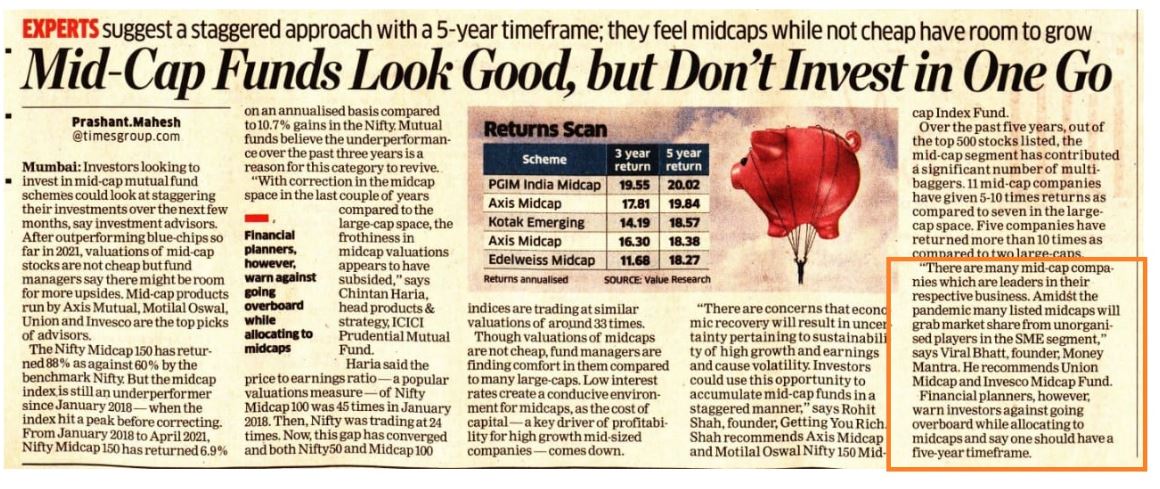 EXPERTS suggest a staggered approach with a 5-year timeframe; they feel midcaps while not cheap have room to grow
Mid-Cap Funds Look Good, but Don't Invest in One Go
Prashant.Mahesh
@timesgroup.com
Mumbai: Investors looking to
invest in mid-cap mutual fund
schemes could look at staggering
their investments over the next few
months, say investment advisors.
After outperforming blue-chips so
far in 2021, valuations of mid-cap
stocks are not cheap but fund
managers say there might be room
for more upsides. Mid-cap products
run by Axis Mutual, Motilal Oswal,
Union and Invesco are the top picks
of advisors.
The Nifty Midcap 150 has retur-
ned 88% as against 60% by the
benchmark Nifty. But the midcap
index is still an underperformer
since January 2018 — when the
index hit a peak before correcting.
From January 2018 to April 2021,
Nifty Midcap 150 has returned 6.9%
on an annualised basis compared
to 10.7% gains in the Nifty. Mutual
funds believe the underperforman-
ce over the past three years is a
reason for this category to revive.
"With correction in the midcap
space in the last couple of years
compared to the
large-cap space, the
frothiness in
midcap valuations
appears to have
subsided," says
Chintan Haria,
head products &
strategy, ICICI
Prudential Mutual
Fund.
Haria said the
price to earnings ratio — a popular
valuations measure — of Nifty
Midcap 100 was 45 times in January
2018. Then, Nifty was trading at 24
times. Now, this gap has converged
and both Nifty50 and Midcap 100
Financial
planners,
however,
warn against
going
overboard
while
allocating to
midcaps
Returns Scan
Scheme 3 year return 5 year return
PGIM India Midcap 19.55 20.02
Axis Midcap 17.81 19.84
Kotak Emerging 14.19 18.57
Axis Midcap 16.30 18.38
Edelweiss Midcap 11.68 18.27
Returns annualised SOURCE: Value Research
indices are trading at similar
valuations of around 33 times.
Though valuations of midcaps
are not cheap, fund managers are
finding comfort in them compared
to many large-caps. Low interest
rates create a conducive environ-
ment for midcaps, as the cost of
capital — a key driver of profitabi-
lity for high growth mid-sized
companies — comes down.
"There are concerns that econo
mic recovery will result in uncer
tainty pertaining to sustainabili
ty of high growth and earnings
and cause volatility. Investors
could use this opportunity to
accumulate mid-cap funds in a
staggered manner," says Rohit
Shah, founder, Getting You Rich.
Shah recommends Axis Midcap
and Motilal Oswal Nifty 150 Mid-
cap Index Fund.
Over the past five years, out of
the top 500 stocks listed, the
mid-cap segment has contributed
a significant number of multi-
baggers. 11 mid-cap companies
have given 5-10 times returns as
compared to seven in the large-
cap space. Five companies have
returned more than 10 times as
compared to two large-caps.
"There are many mid-cap compa-
nies which are leaders in their
respective business. Amidst the
pandemic many listed midcaps will
grab market share from unorgani-
sed players in the SME segment,"
says Viral Bhatt, founder, Money
Mantra. He recommends Union
Midcap and Invesco Midcap Fund.
Financial planners, however,
warn investors against going
overboard while allocating to
midcaps and say one should have a
five-year timeframe.